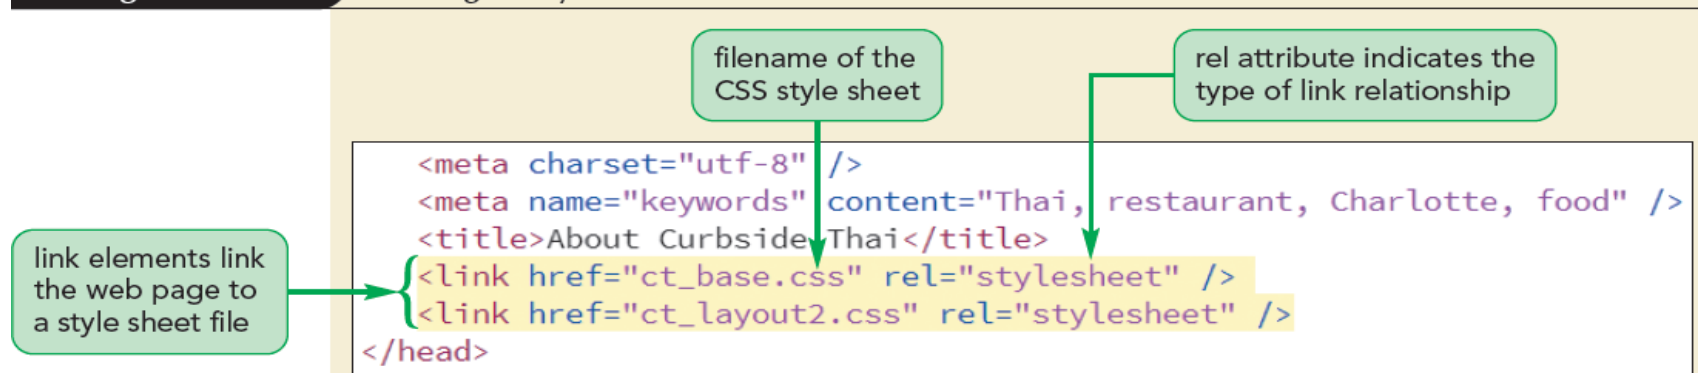 filename of the
CSS style sheet
rel attribute indicates the
type of link relationship
<meta charset="utf-8" />
<meta name="keywords" content="Thai, restaurant, Charlotte, food" />
<title>About Curbside Thai</title>
link elements link
the web page to
a style sheet file
<link href="ct_base.css" rel="stylesheet" />
<link href="ct_layout2.css" rel="stylesheet" />
</head>